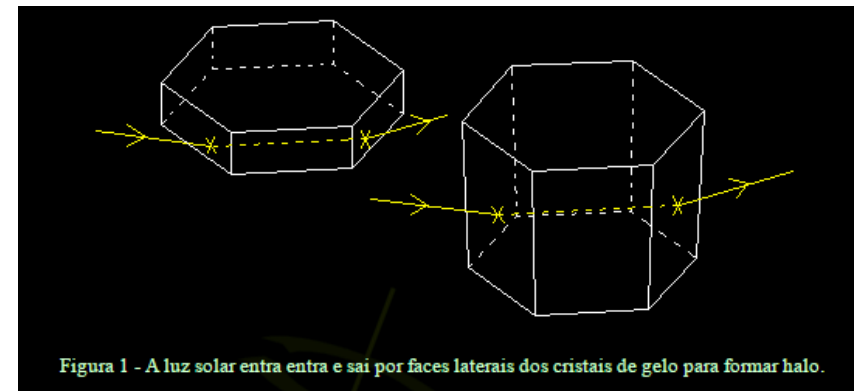 Figura 1 - A luz solar entra entra e sai por faces laterais dos cristais de gelo para formar halo.